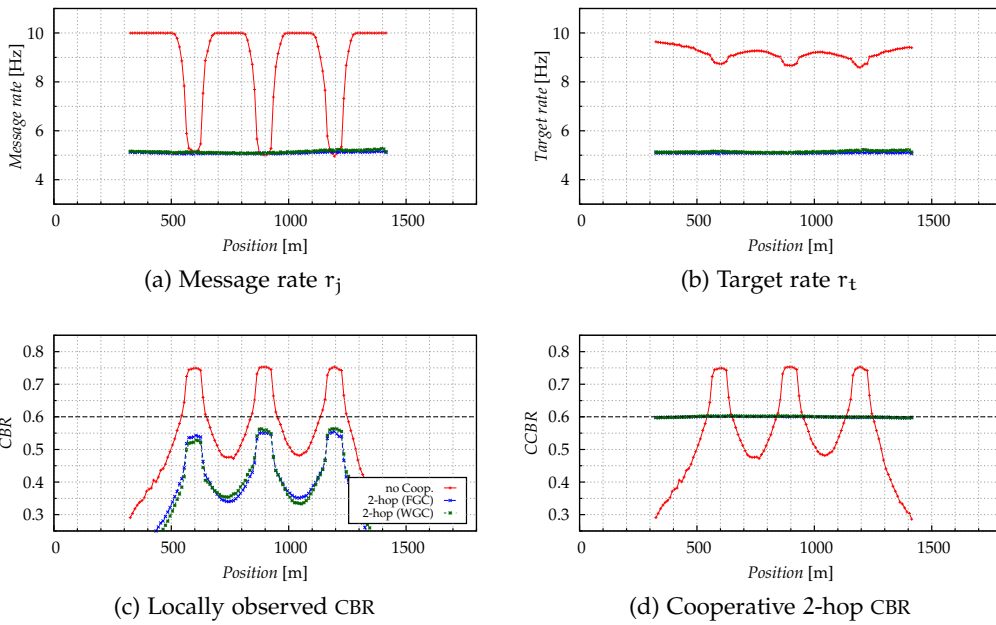 10
8
6
4
Message rate [Hz]
0 500 1000 1500
Position [m]
(a) Message rate rj
10
8
6
4
Target rate [Hz]
0 500 1000 1500
Position [m]
(b) Target rate rt
0.8
0.7
0.6
0.5
0.4
0.3
CBR
no Coop.
2-hop (FGC)
2-hop (WGC)
0 500 1000 1500
Position [m]
(c) Locally observed CBR
0.8
0.7
0.6
0.5
0.4
0.3
CCBR
0 500 1000 1500
Position [m]
(d) Cooperative 2-hop CBR